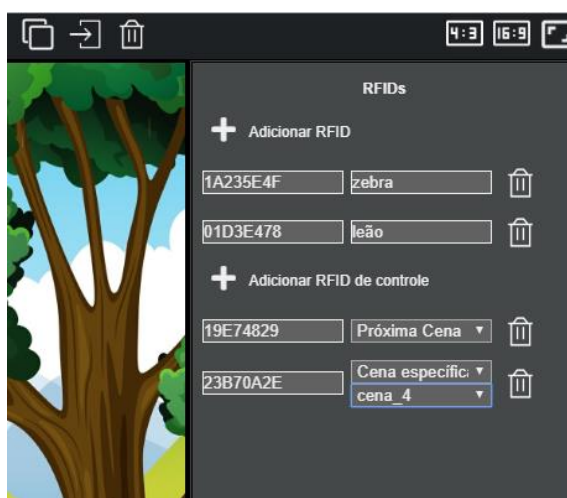 4:3 16:9
RFIDs
Adicionar RFID
1A235E4F zebra
01D3E478 leão
Adicionar RFID de controle
19E74829 Próxima Cena
Cena específic
23B70A2E
cena_4